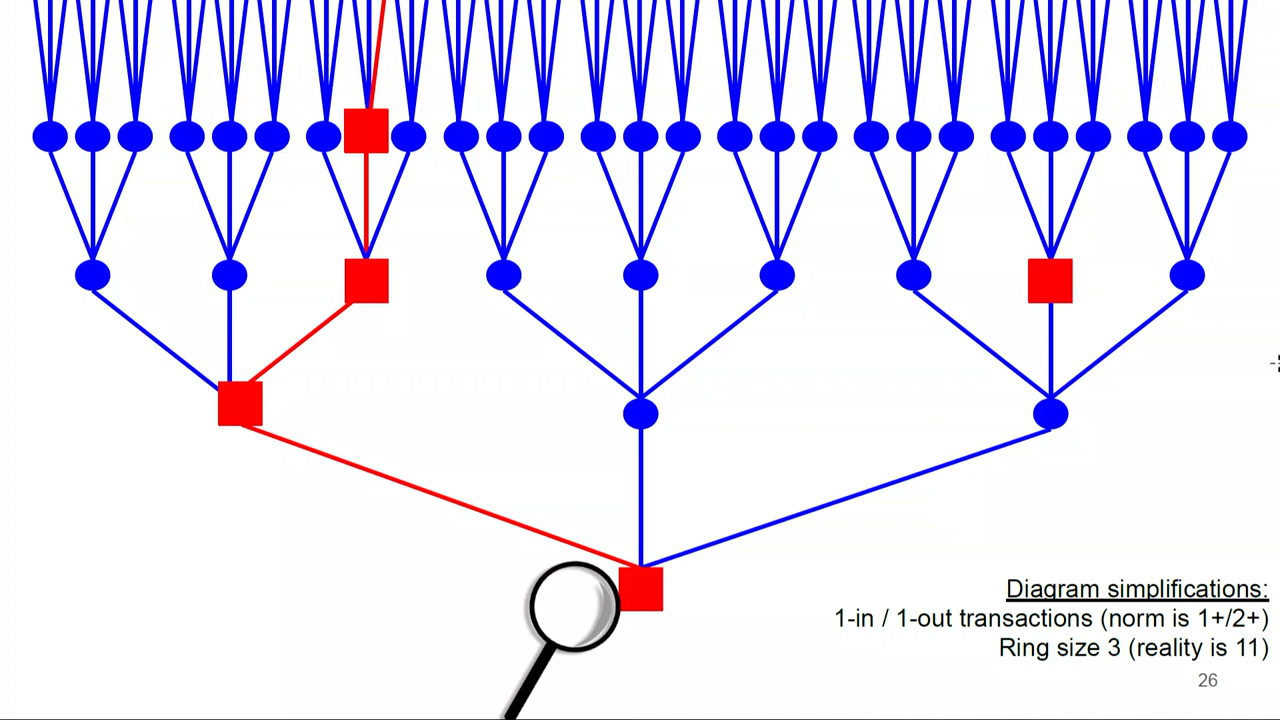 Diagram simplifications:
1-in / 1-out transactions (norm is 1+/2+)
Ring size 3 (reality is 11)
26